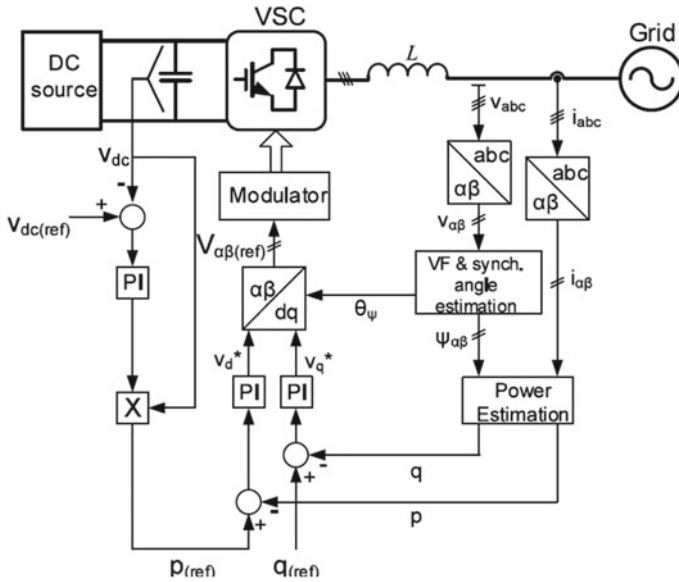 VSC
Grid
DC
source
L
v_abc
i_abc
abc
αβ
abc
αβ
v_dc
-
+
v_dc(ref)
Modulator
V_αβ(ref)
v_αβ
PI
αβ
dq
θ_ψ
VF & synch.
angle
estimation
i_αβ
ψ_αβ
v_d*
v_q*
X
PI
PI
Power
Estimation
-
+
q
-
+
p
p_(ref)
q_(ref)